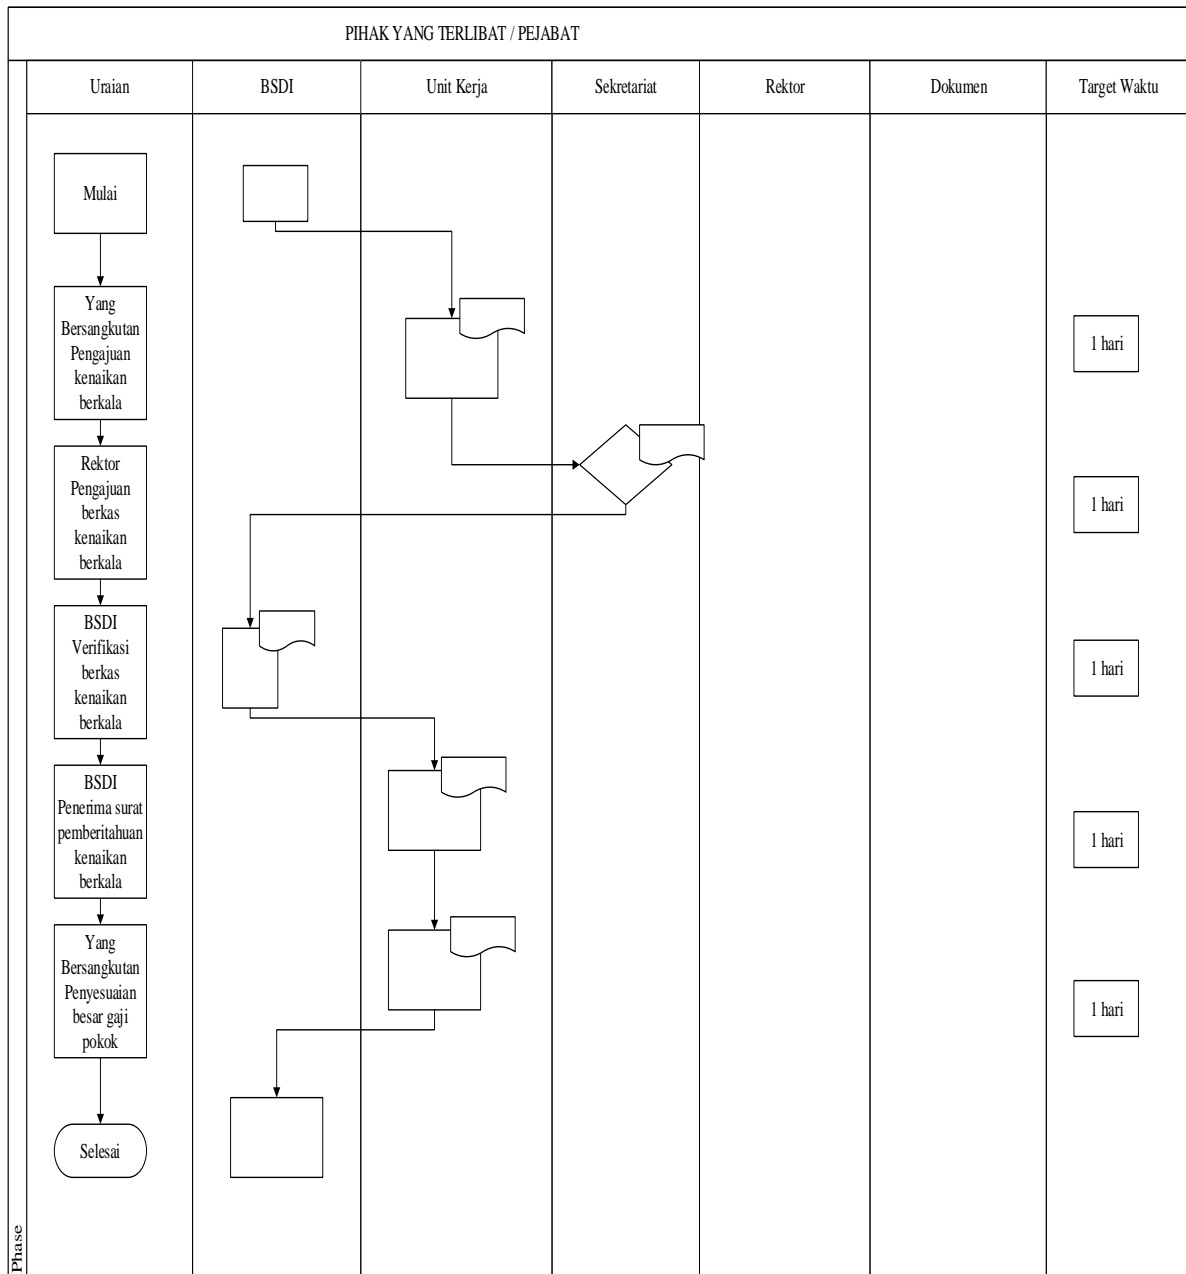 PIHAK YANG TERLIBAT / PEJABAT
Uraian
BSDI
Unit Kerja
Sekretariat
Rektor
Dokumen
Target Waktu
Mulai
Yang
Bersangkutan
Pengajuan
kenaikan
berkala
1 hari
Rektor
Pengajuan
berkas
kenaikan
berkala
1 hari
BSDI
Verifikasi
berkas
kenaikan
berkala
1 hari
BSDI
Penerima surat
pemberitahuan
kenaikan
berkala
1 hari
Yang
Bersangkutan
Penyesuaian
besar gaji
pokok
1 hari
Selesai
Phase